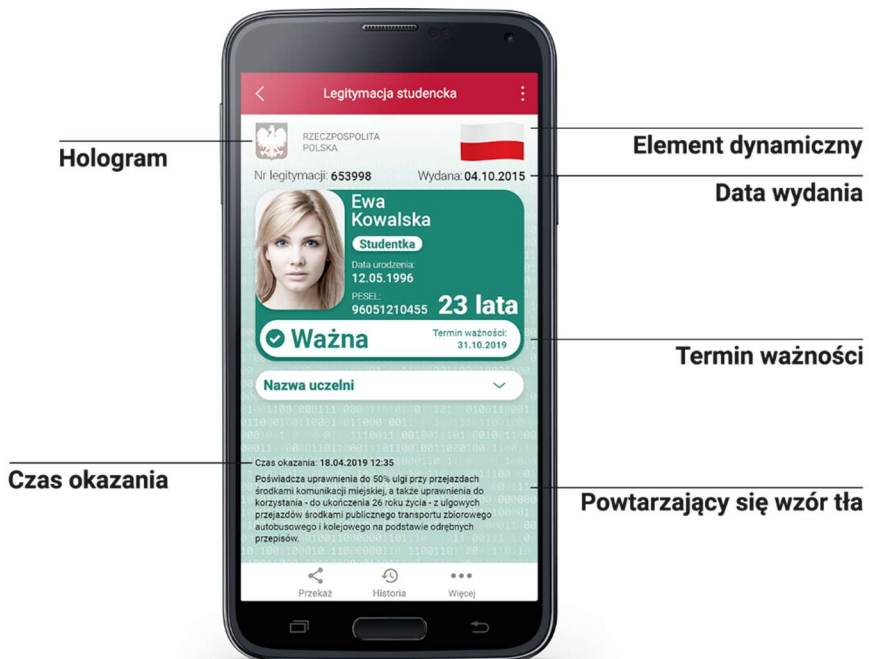 Legitymacja studencka
RZECZPOSPOLITA
POLSKA
Element dynamiczny
Hologram
Nr legitymacji: 653998
Wydana: 04.10.2015
Data wydania
Ewa
Kowalska
Studentka
Data urodzenia:
12.05.1996
PESEL:
96051210455
23 lata
Ważna
Termin ważności:
31.10.2019
Termin ważności
Nazwa uczelni
Czas okazania: 18.04.2019 12:35
Czas okazania
Poświadcza uprawnienia do 50% ulgi przy przejazdach
środkami komunikacji miejskiej, a także uprawnienia do
korzystania - do ukończenia 26 roku życia - z ulgowych
przejazdów środkami publicznego transportu zbiorowego
autobusowego i kolejowego na podstawie odrębnych
przepisów.
Powtarzający się wzór tła
Przekaż
Historia
Więcej